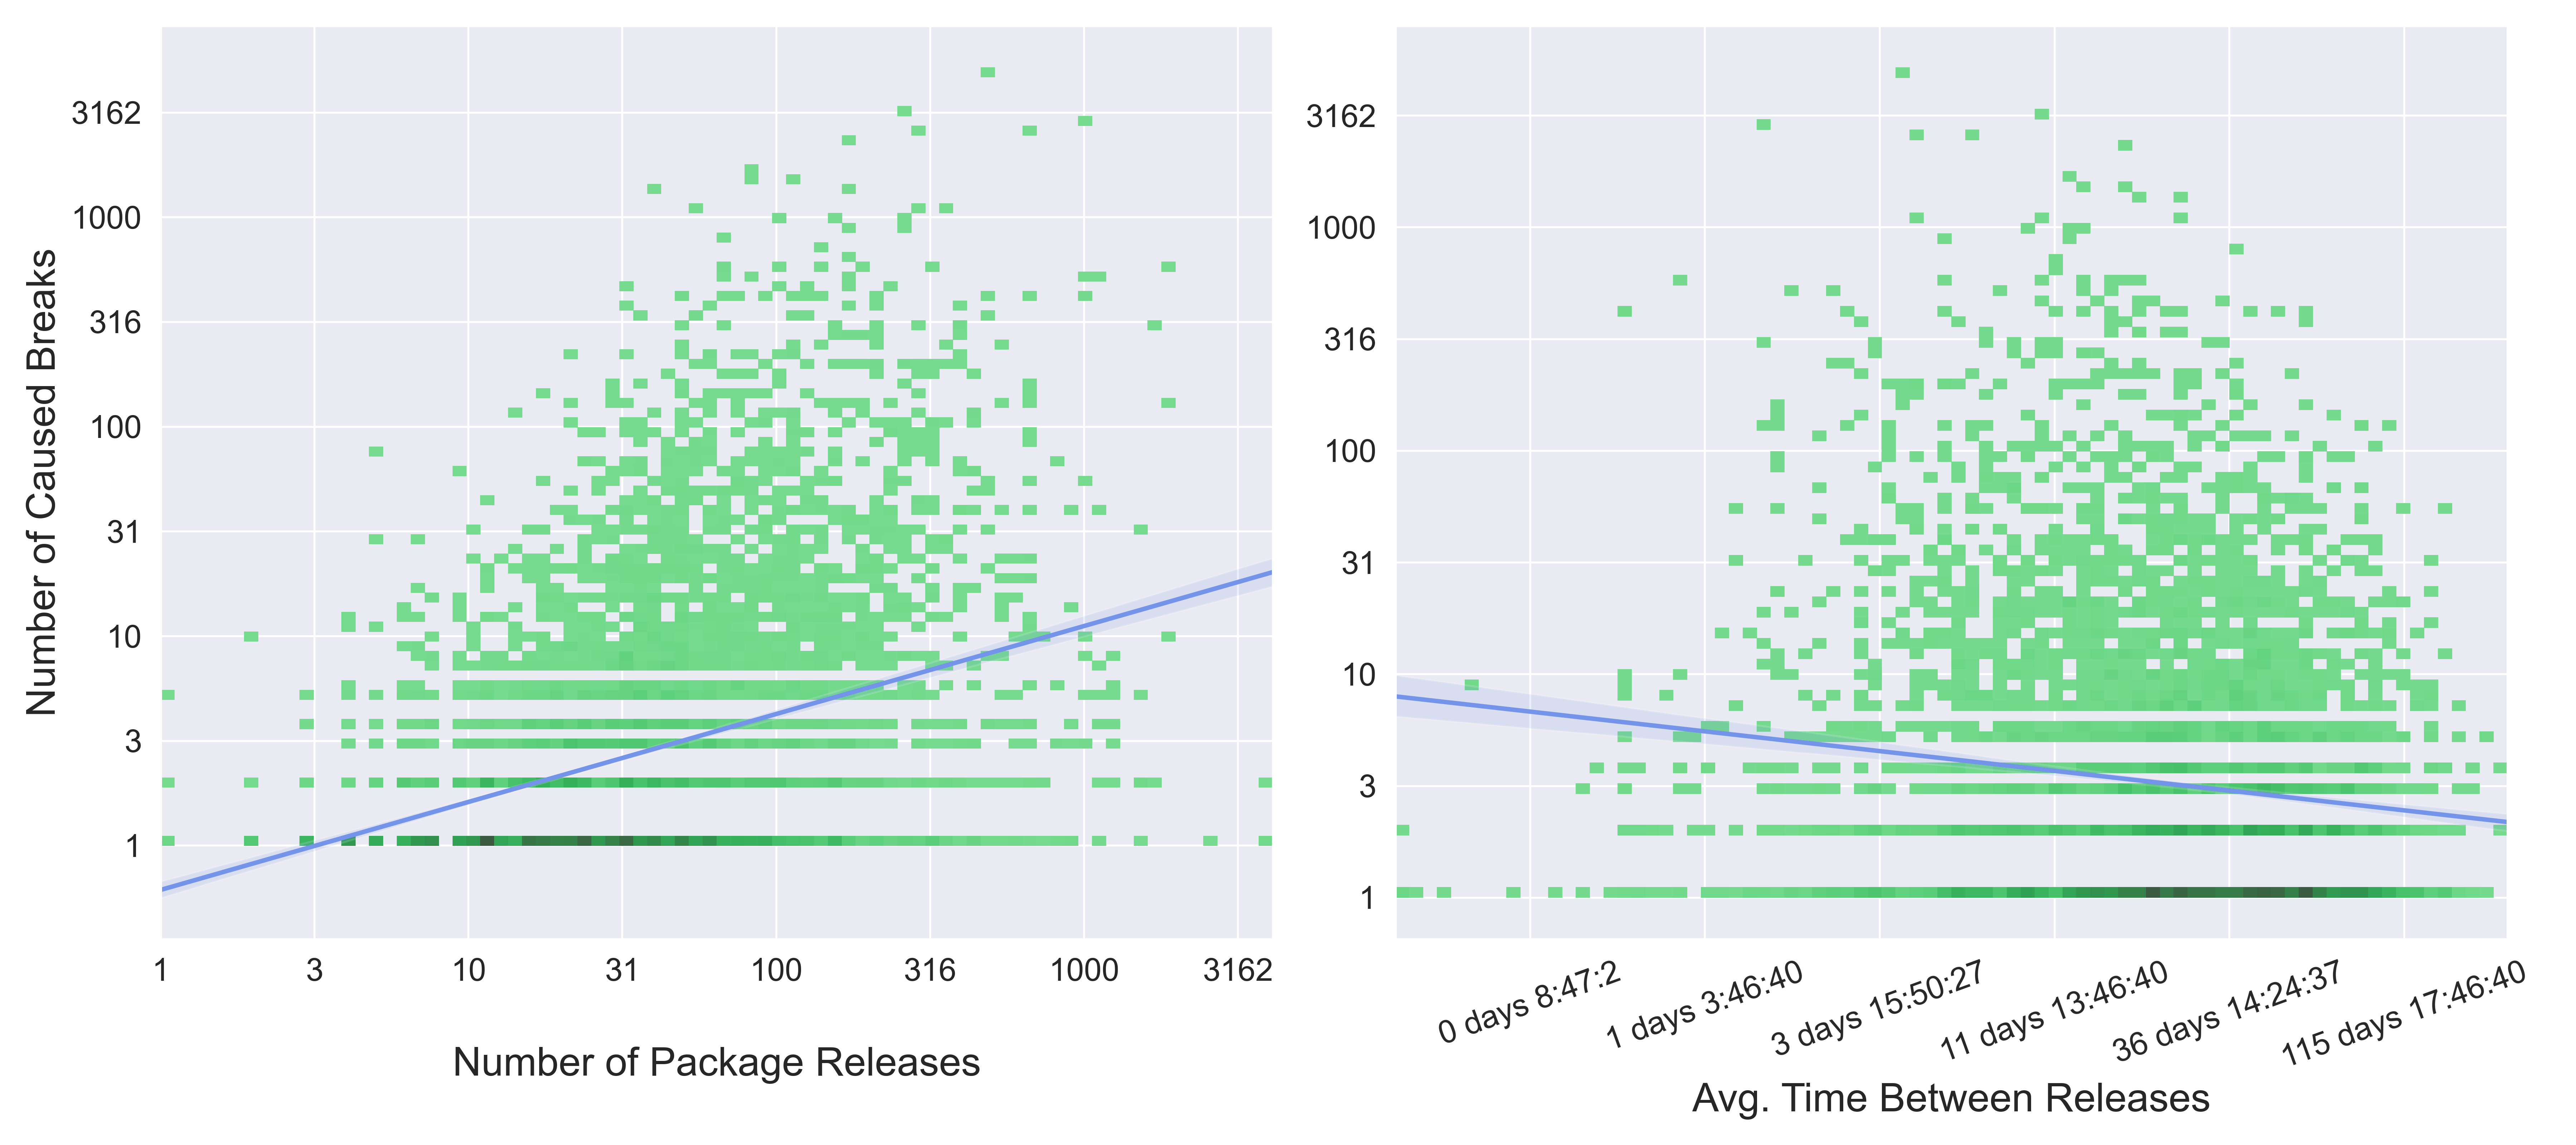 3162
1000
316
100
31
10
3
1
Number of Caused Breaks
1
3
10
31
100
316
1000
3162
Number of Package Releases
3162
1000
316
100
31
10
3
1
0 days 8:47:2
1 days 3:46:40
3 days 15:50:27
11 days 13:46:40
36 days 14:24:37
115 days 17:46:40
Avg. Time Between Releases